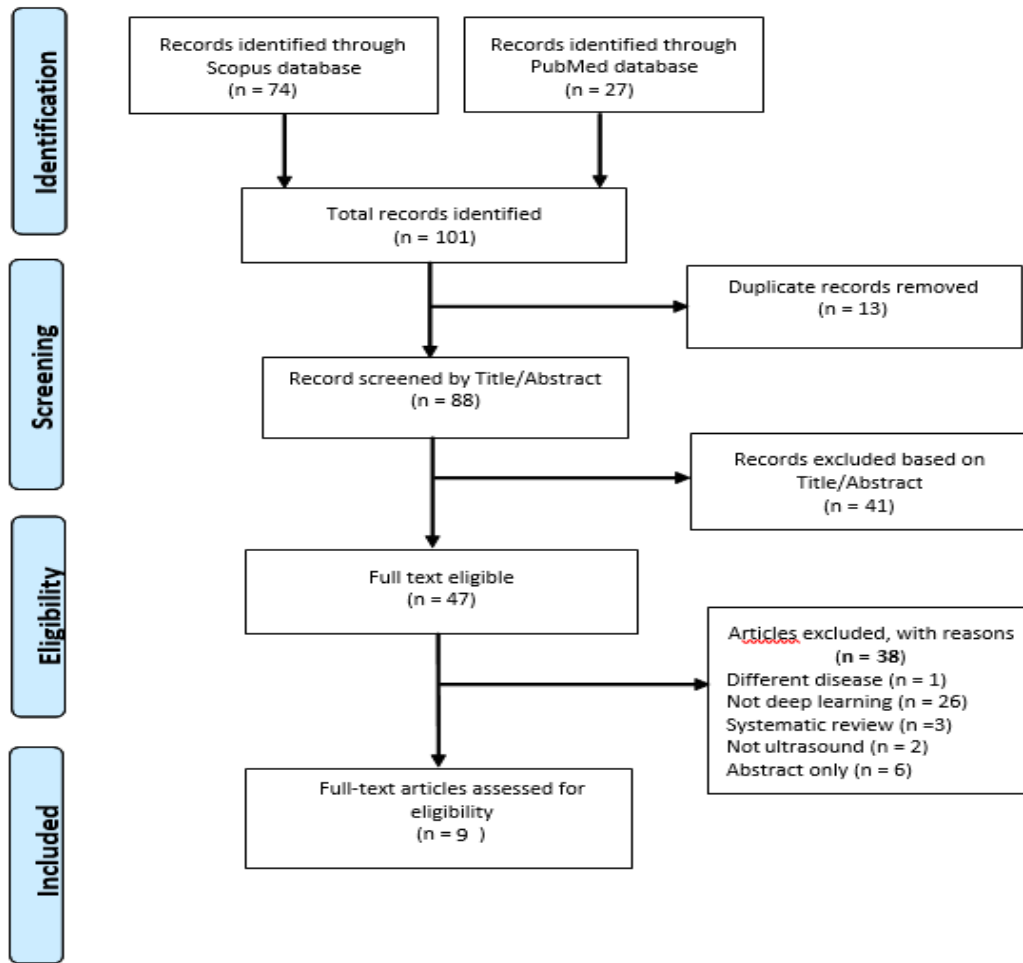 Identification
Records identified through
Scopus database
(n = 74)
Records identified through
PubMed database
(n = 27)
Total records identified
(n = 101)
Screening
Duplicate records removed
(n = 13)
Record screened by Title/Abstract
(n = 88)
Records excluded based on
Title/Abstract
(n = 41)
Eligibility
Full text eligible
(n = 47)
Articles excluded, with reasons
(n = 38)
Different disease (n = 1)
Not deep learning (n = 26)
Systematic review (n =3)
Not ultrasound (n = 2)
Abstract only (n = 6)
Included
Full-text articles assessed for
eligibility
(n = 9 )